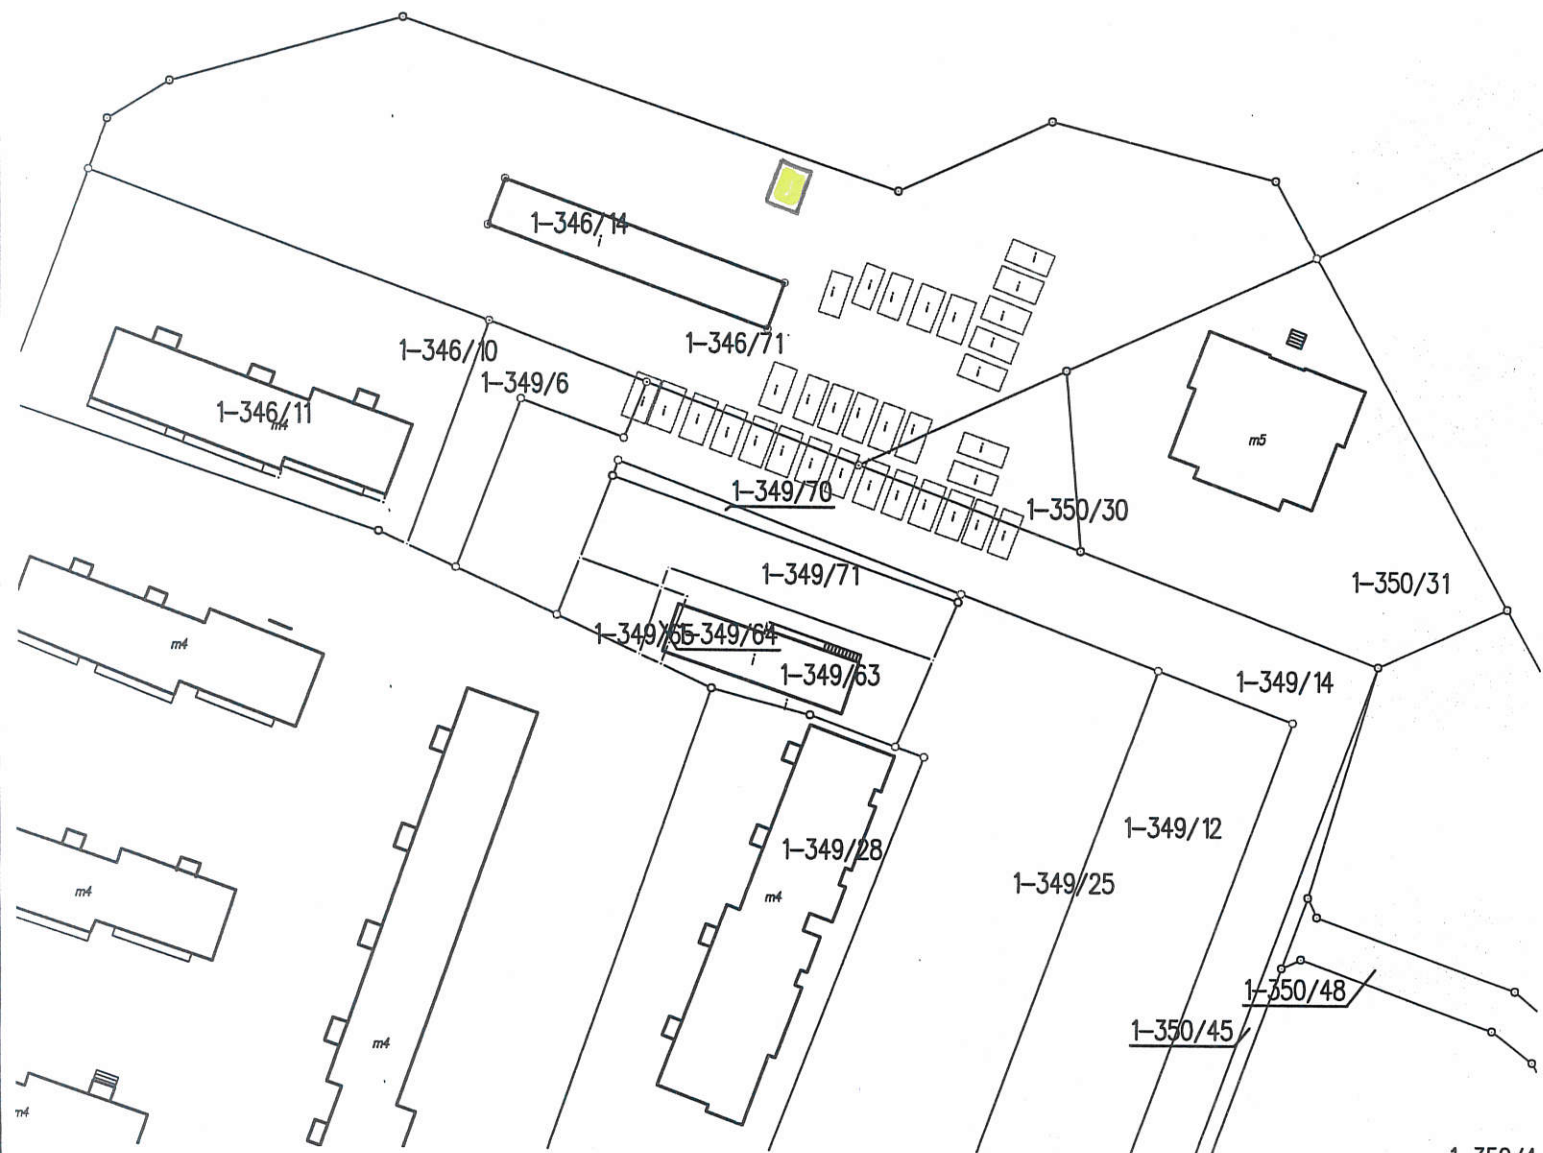 1-346/14
i
1-346/71
1-346/10
1-349/6
1-346/11
m4
m5
1-349/70
1-350/30
1-349/71
1-350/31
1-349/65
1-349/64
i
1-349/63
i
1-349/14
m4
1-349/12
1-349/28
1-349/25
m4
m4
1-350/48
1-350/45
m4
m4
i i i i i
i i i i i
i i i i i i
i i i i i i i i i i i i i i
i i